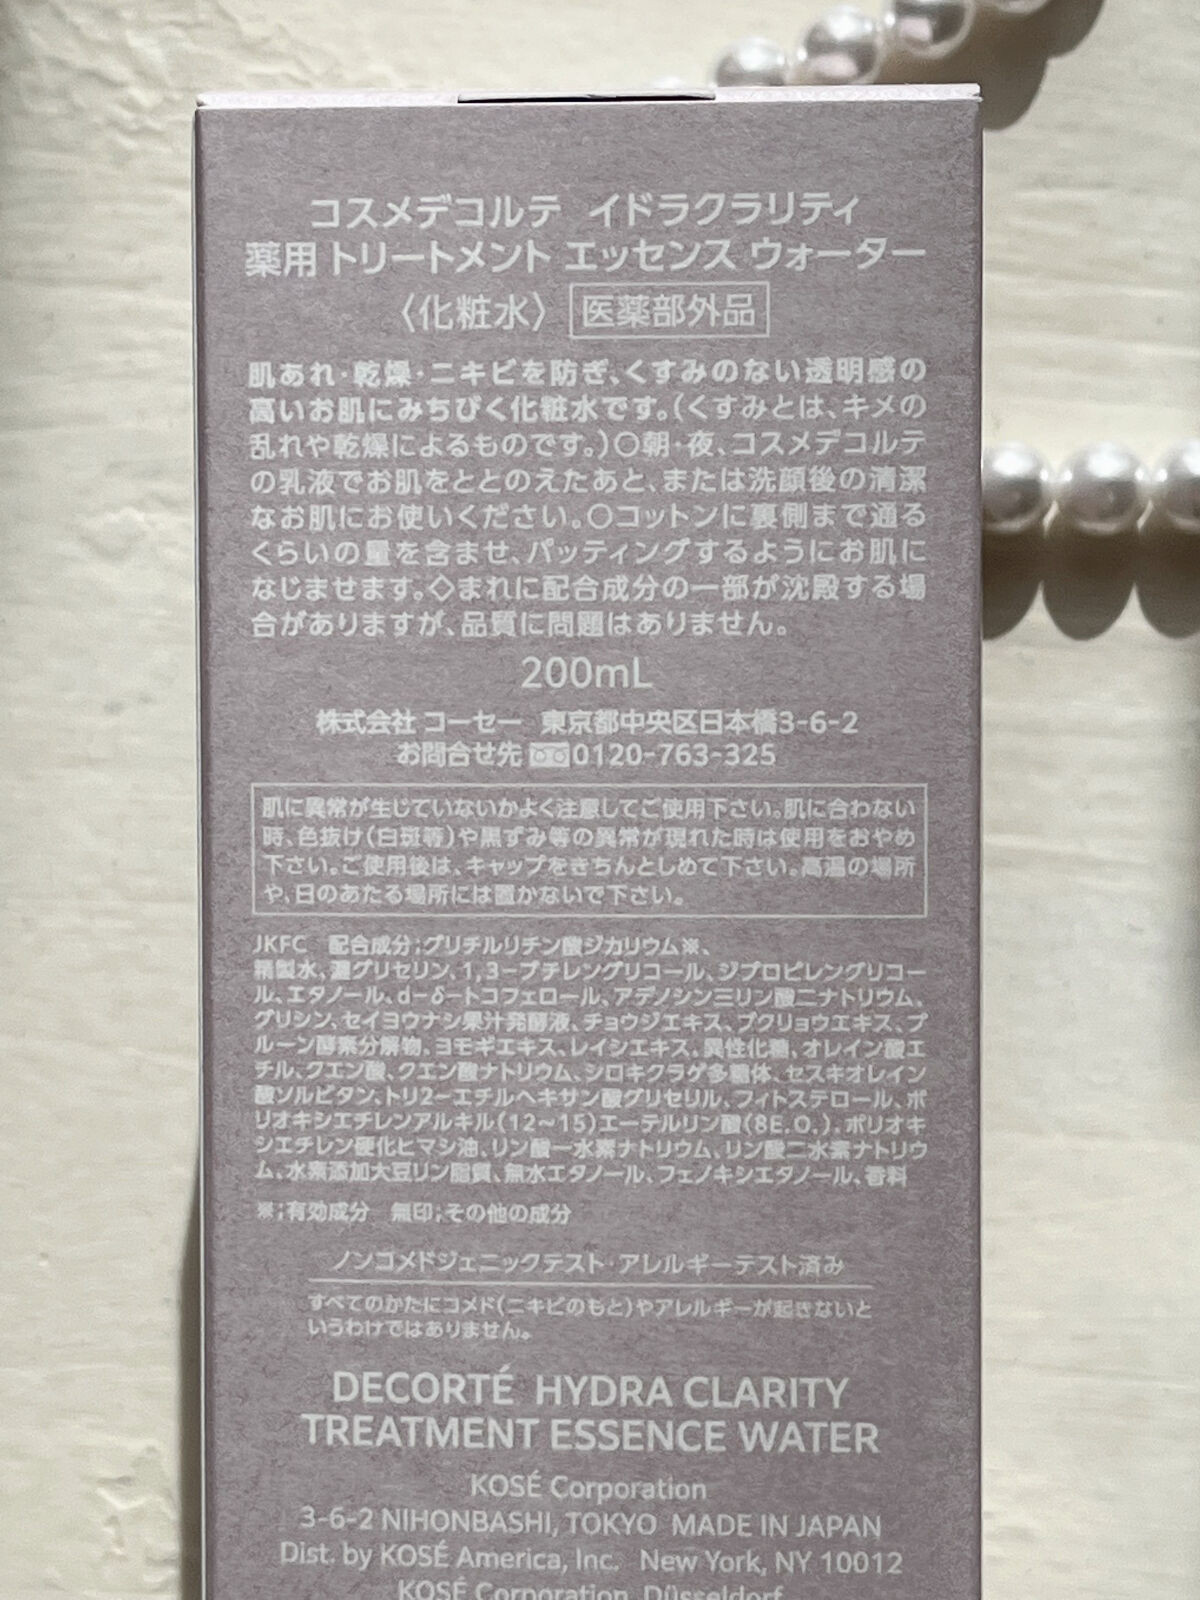 コスメデコルテ イドラクラリティ
薬用 トリートメント エッセンス ウォーター
〈化粧水〉 医薬部外品
肌あれ・乾燥・ニキビを防ぎ、くすみのない透明感の
高いお肌にみちびく化粧水です。(くすみとは、キメの
乱れや乾燥によるものです。)○朝・夜、コスメデコルテ
の乳液でお肌をととのえたあと、または洗顔後の清潔
なお肌にお使いください。○コットンに裏側まで通る
くらいの量を含ませ、パッティングするようにお肌に
なじませます。◇まれに配合成分の一部が沈殿する場
合がありますが、品質に問題はありません。
200mL
株式会社 コーセー 東京都中央区日本橋3-6-2
お問合せ先 0120-763-325
肌に異常が生じていないかよく注意してご使用下さい。肌に合わない
時、色抜け(白斑等)や黒ずみ等の異常が現れた時は使用をおやめ
下さい。ご使用後は、キャップをきちんとしめて下さい。高温の場所
や、日のあたる場所には置かないで下さい。
JKFC 配合成分;グリチルリチン酸ジカリウム※、
精製水、濃グリセリン、1,3-ブチレングリコール、ジプロピレングリコー
ル、エタノール、d-δ-トコフェロール、アデノシン三リン酸二ナトリウム、
グリシン、セイヨウナシ果汁発酵液、チョウジエキス、ブクリョウエキス、プ
ルーン酵素分解物、ヨモギエキス、レイシエキス、異性化糖、オレイン酸エ
チル、クエン酸、クエン酸ナトリウム、シロキクラゲ多糖体、セスキオレイン
酸ソルビタン、トリ2-エチルヘキサン酸グリセリル、フィトステロール、ポ
リオキシエチレンアルキル(12~15)エーテルリン酸(8E.O.)、ポリオキ
シエチレン硬化ヒマシ油、リン酸一水素ナトリウム、リン酸二水素ナトリウ
ム、水素添加大豆リン脂質、無水エタノール、フェノキシエタノール、香料
※;有効成分 無印;その他の成分
ノンコメドジェニックテスト・アレルギーテスト済み
すべてのかたにコメド(ニキビのもと)やアレルギーが起きないと
いうわけではありません。
DECORTÉ HYDRA CLARITY
TREATMENT ESSENCE WATER
KOSÉ Corporation
3-6-2 NIHONBASHI, TOKYO MADE IN JAPAN
Dist. by KOSÉ America, Inc. New York, NY 10012
KOSÉ Corporation, Düsseldorf